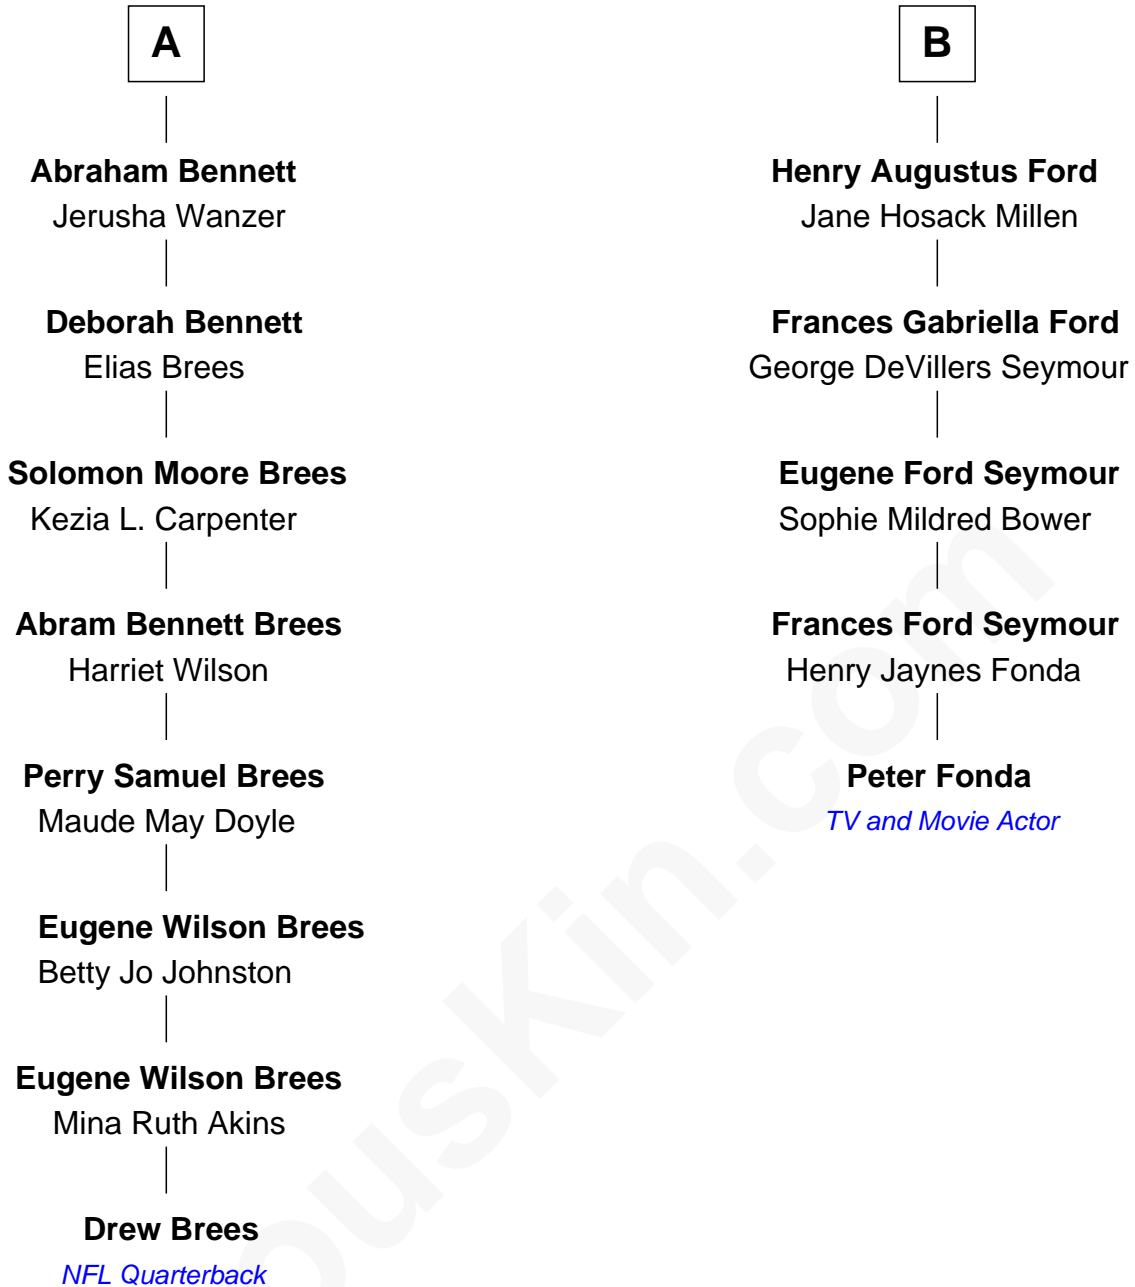 A
Abraham Bennett
Jerusha Wanzer
Deborah Bennett
Elias Brees
Solomon Moore Brees
Kezia L. Carpenter
Abram Bennett Brees
Harriet Wilson
Perry Samuel Brees
Maude May Doyle
Eugene Wilson Brees
Betty Jo Johnston
Eugene Wilson Brees
Mina Ruth Akins
Drew Brees
NFL Quarterback
B
Henry Augustus Ford
Jane Hosack Millen
Frances Gabriella Ford
George DeVillers Seymour
Eugene Ford Seymour
Sophie Mildred Bower
Frances Ford Seymour
Henry Jaynes Fonda
Peter Fonda
TV and Movie Actor
ousKin.com